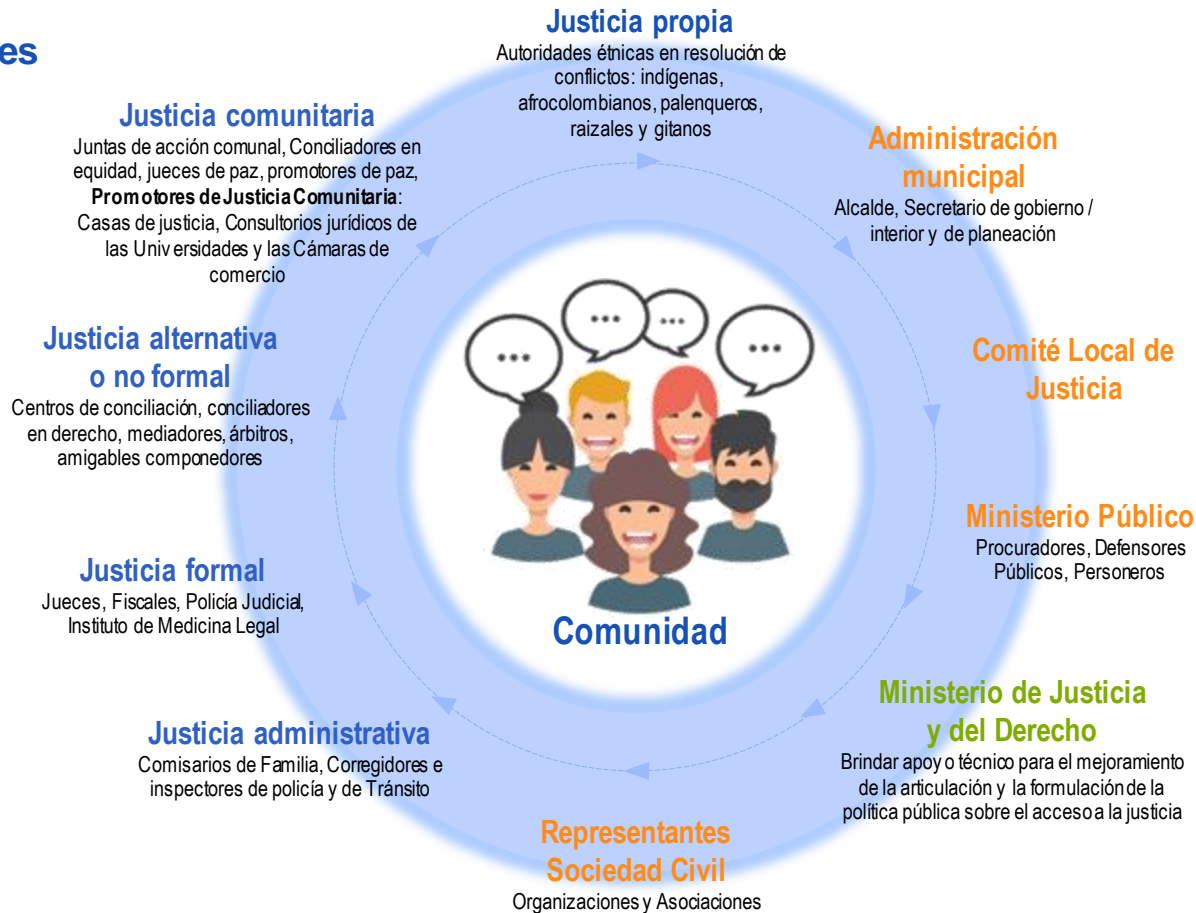 es
Justicia propia
Autoridades étnicas en resolución de
conflictos: indígenas,
afrocolombianos, palenqueros,
raizales y gitanos
Administración
municipal
Alcalde, Secretario de gobierno /
interior y de planeación
Comité Local de
Justicia
Ministerio Público
Procuradores, Defensores
Públicos, Personeros
Ministerio de Justicia
y del Derecho
Brindar apoyo técnico para el mejoramiento
de la articulación y la formulación de la
política pública sobre el acceso a la justicia
Representantes
Sociedad Civil
Organizaciones y Asociaciones
Justicia administrativa
Comisarios de Familia, Corregidores e
inspectores de policía y de Tránsito
Justicia formal
Jueces, Fiscales, Policía Judicial,
Instituto de Medicina Legal
Justicia alternativa
o no formal
Centros de conciliación, conciliadores
en derecho, mediadores, árbitros,
amigables componedores
Justicia comunitaria
Juntas de acción comunal, Conciliadores en
equidad, jueces de paz, promotores de paz,
Promotores de Justicia Comunitaria:
Casas de justicia, Consultorios jurídicos de
las Universidades y las Cámaras de
comercio
Comunidad